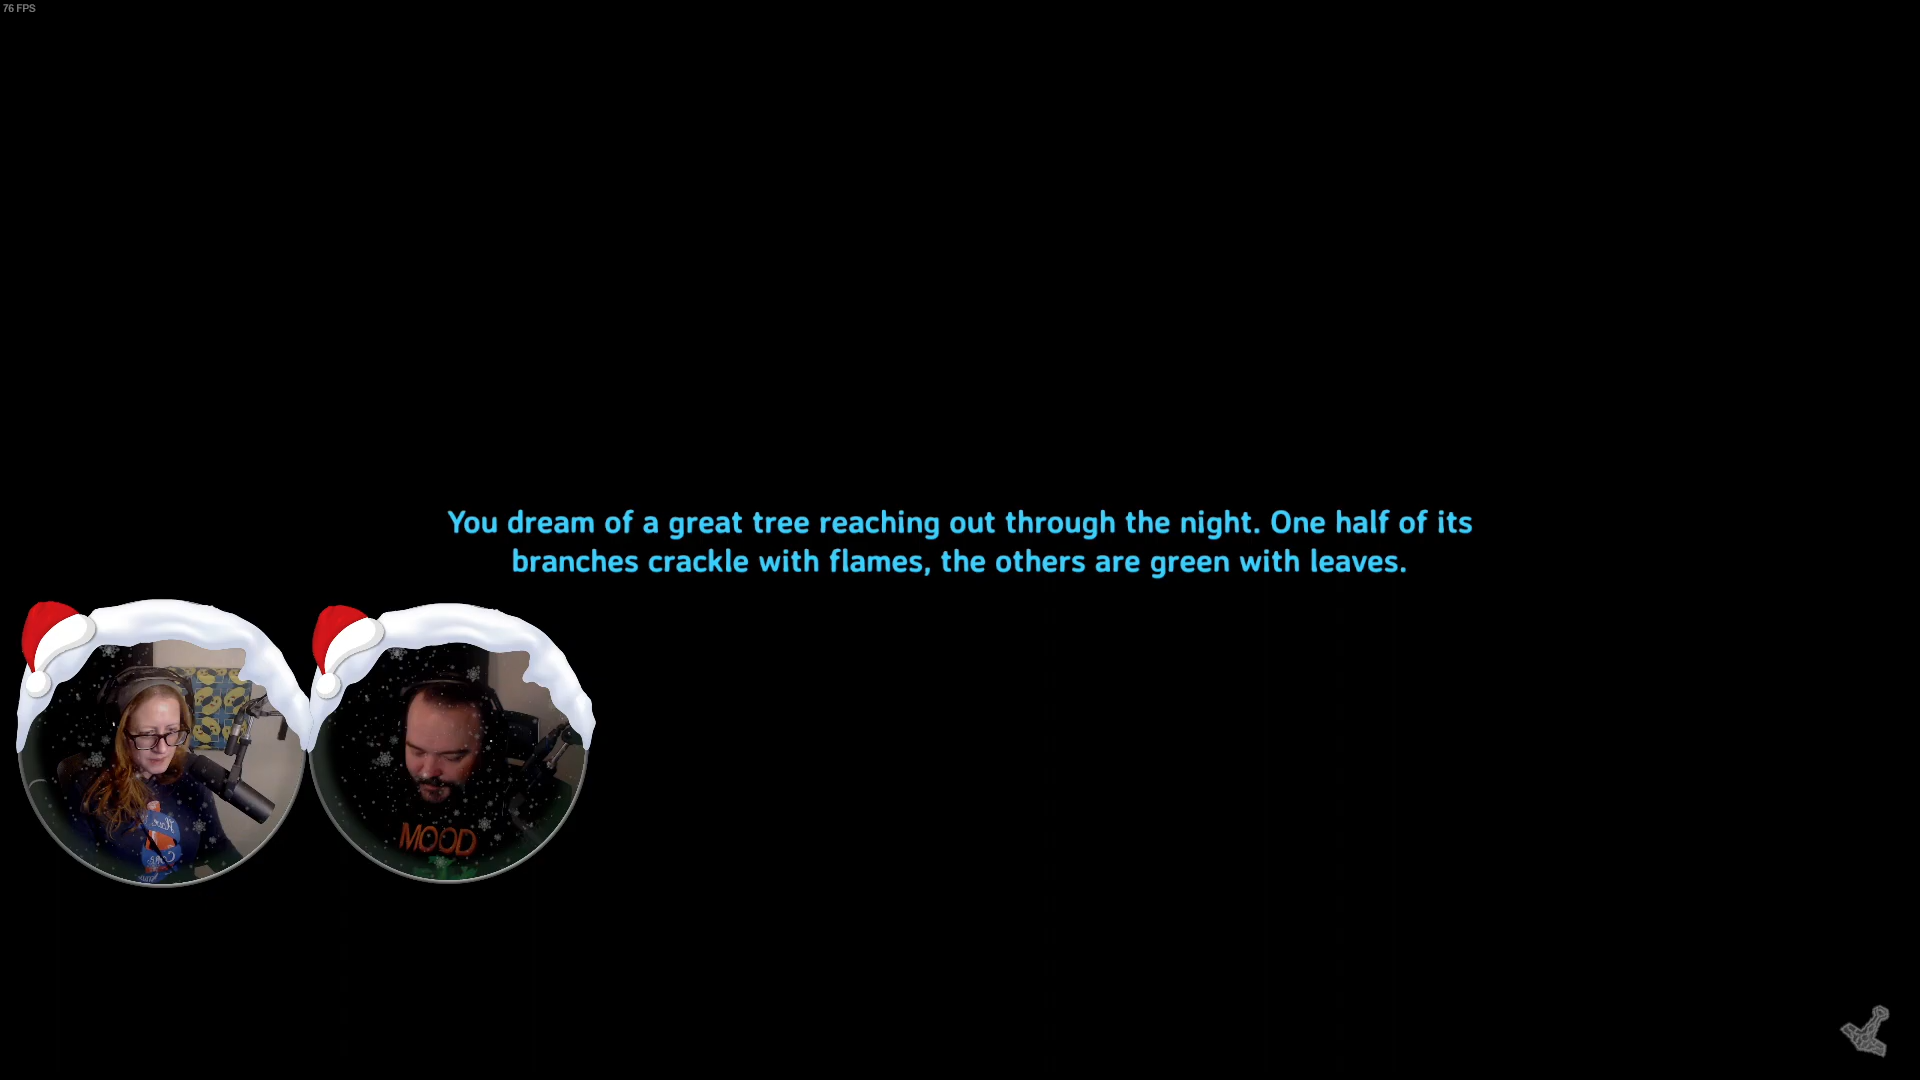 76 FPS
You dream of a great tree reaching out through the night. One half of its
branches crackle with flames, the others are green with leaves.
MOOD